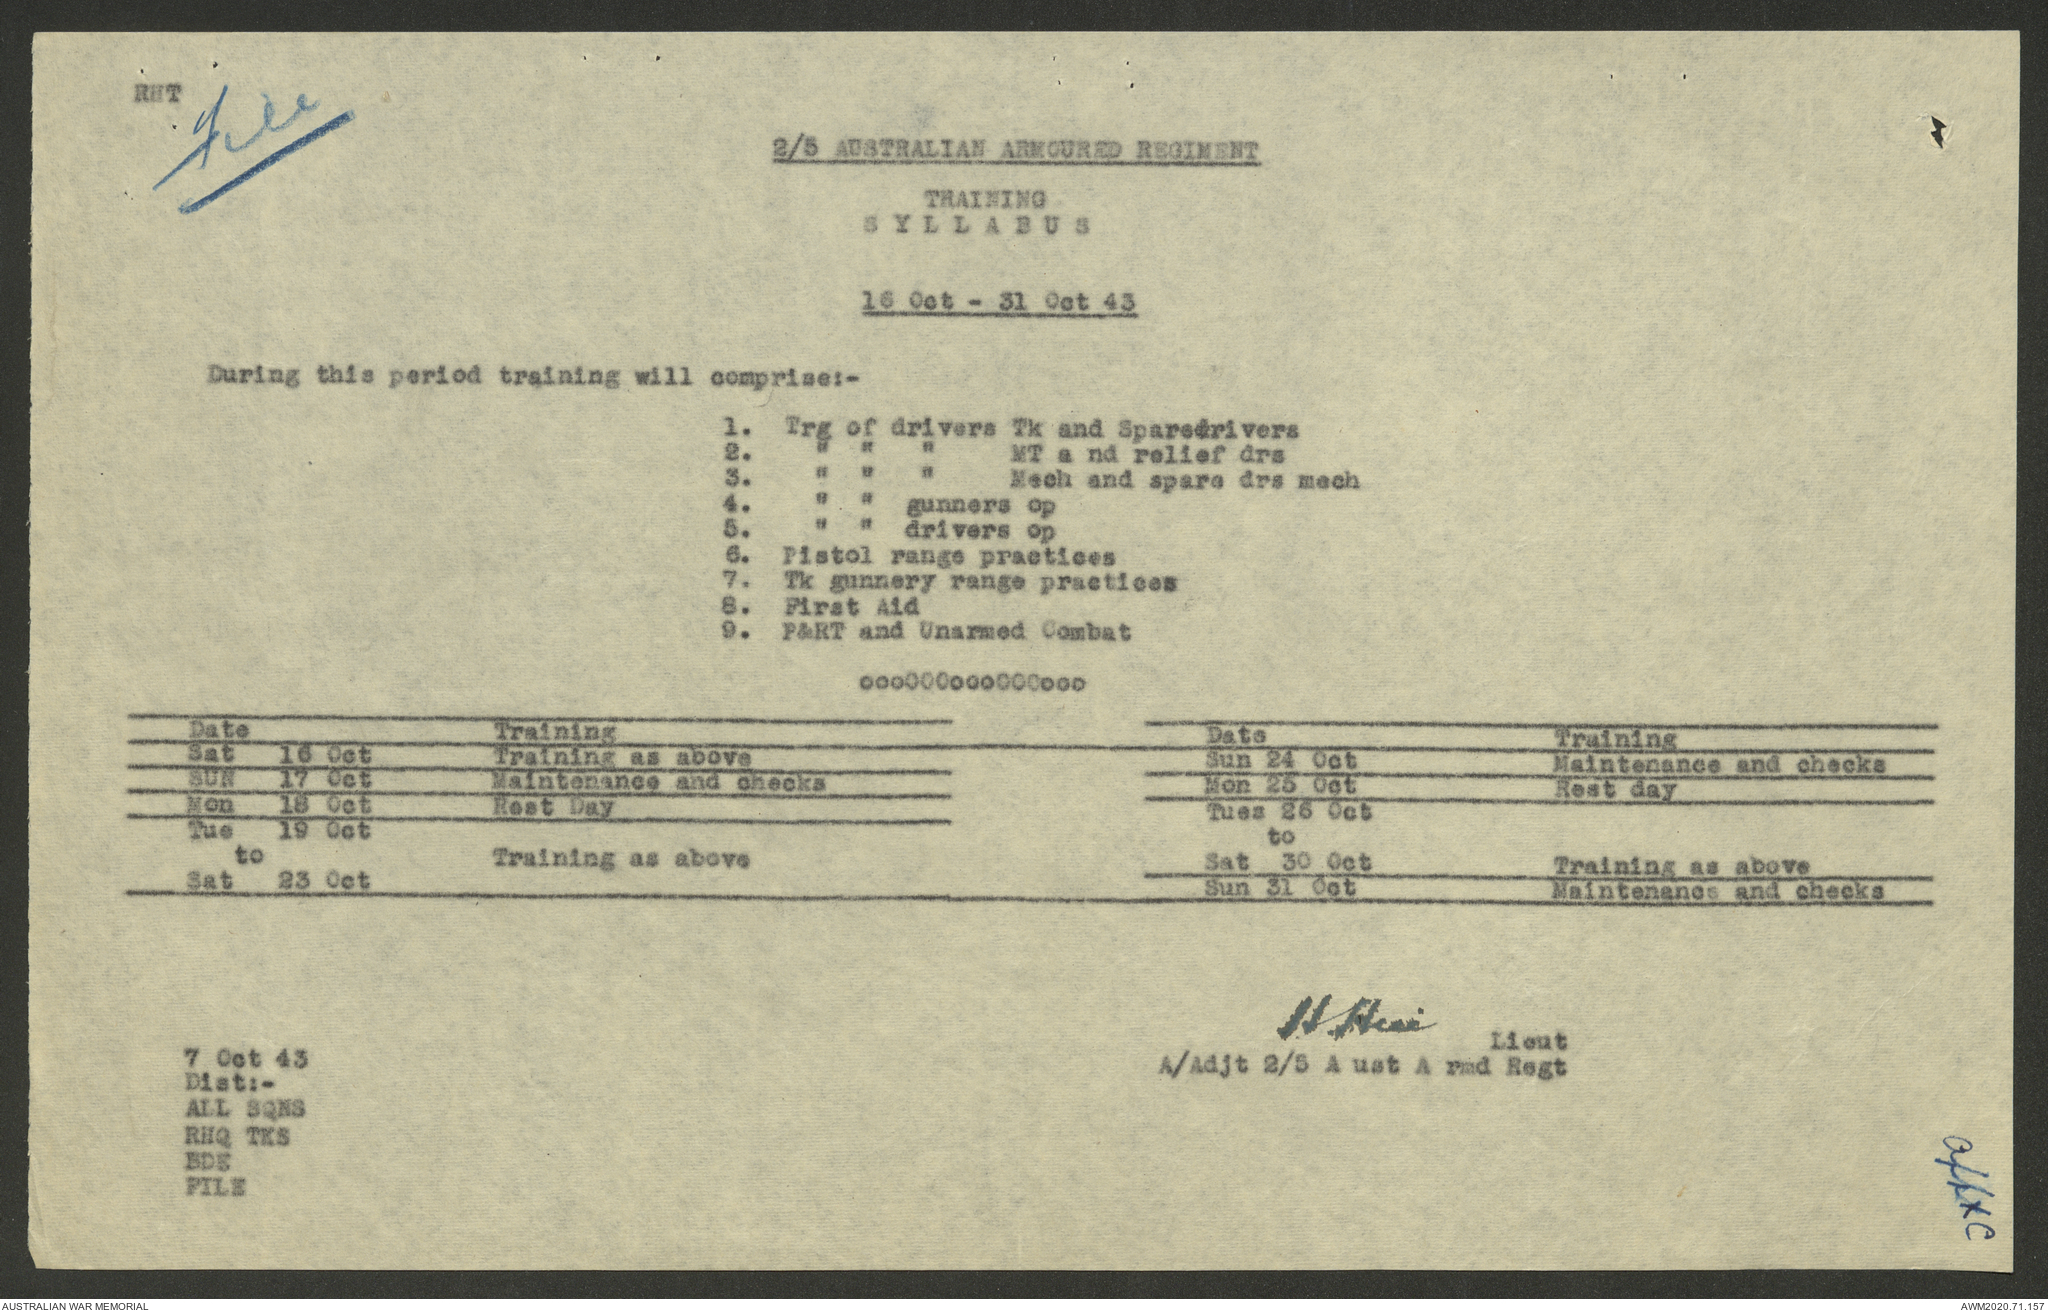 RHT
File
2/5 AUSTRALIAN ARMOURED REGIMENT
TRAINING
S Y L L A B U S
16 Oct - 31 Oct 43
During this period training will comprise:-
1. Trg of drivers Tk and Sparedrivers
2. " " " MT a nd relief drs
3. " " " Mech and spare drs mech
4. " " gunners op
5. " " drivers op
6. Pistol range practices
7. Tk gunnery range practices
8. First Aid
9. P&RT and Unarmed Combat
oooOOOoooOOOooo
Date Training
Sat 16 Oct Training as above
SUN 17 Oct Maintenance and checks
Mon 18 Oct Rest Day
Tue 19 Oct
to Training as above
Sat 23 Oct
Date Training
Sun 24 Oct Maintenance and checks
Mon 25 Oct Rest day
Tues 26 Oct
to
Sat 30 Oct Training as above
Sun 31 Oct Maintenance and checks
Lieut
A/Adjt 2/5 A ust A rmd Regt
7 Oct 43
Dist:-
ALL SQNS
RHQ TKS
BDE
FILE
AUSTRALIAN WAR MEMORIAL
AWM2020.71.157